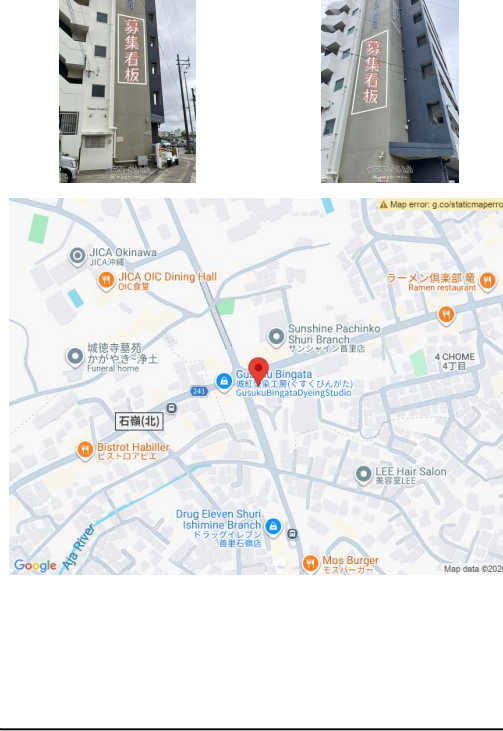 募集看板
募集看板
Map error: g.co/staticmaperro
JICA Okinawa
JICA沖縄
JICA OIC Dining Hall
OIC食堂
ラーメン倶楽部 竜
Ramen restaurant
Sunshine Pachinko
Shuri Branch
サンシャイン首里店
城徳寺墓苑
かがやき~浄土
Funeral home
4 CHOME
4丁目
Gusuku Bingata
城紅型染工房(ぐすくびんがた)
GusukuBingataDyeingStudio
241
石嶺(北)
Bistrot Habiller
ビストロアビエ
LEE Hair Salon
美容室LEE
Drug Eleven Shuri
Ishimine Branch
ドラッグイレブン
首里石嶺店
Aja River
Mos Burger
モスバーガー
Google
Map data ©2026